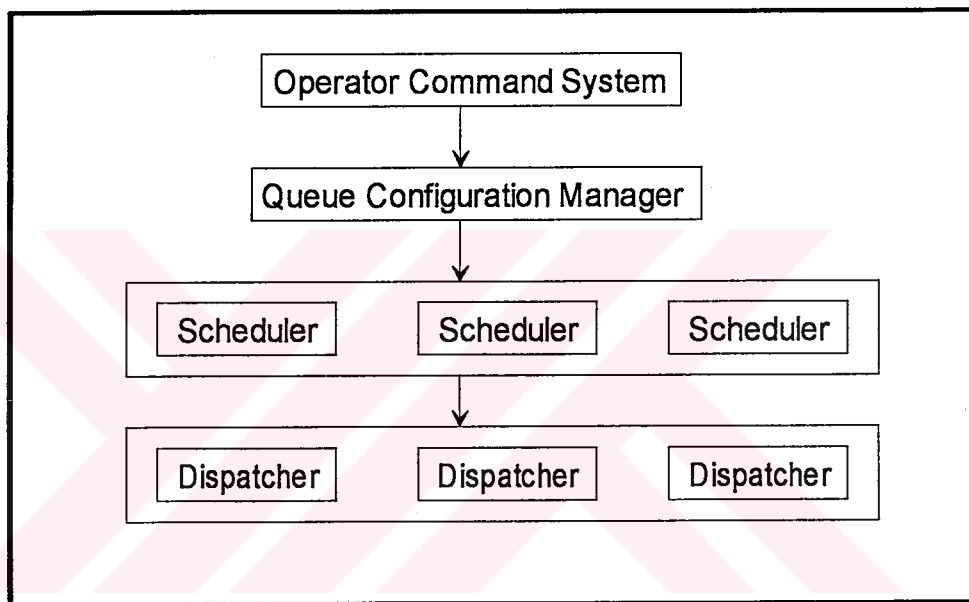 Operator Command System
Queue Configuration Manager
Scheduler Scheduler Scheduler
Dispatcher Dispatcher Dispatcher